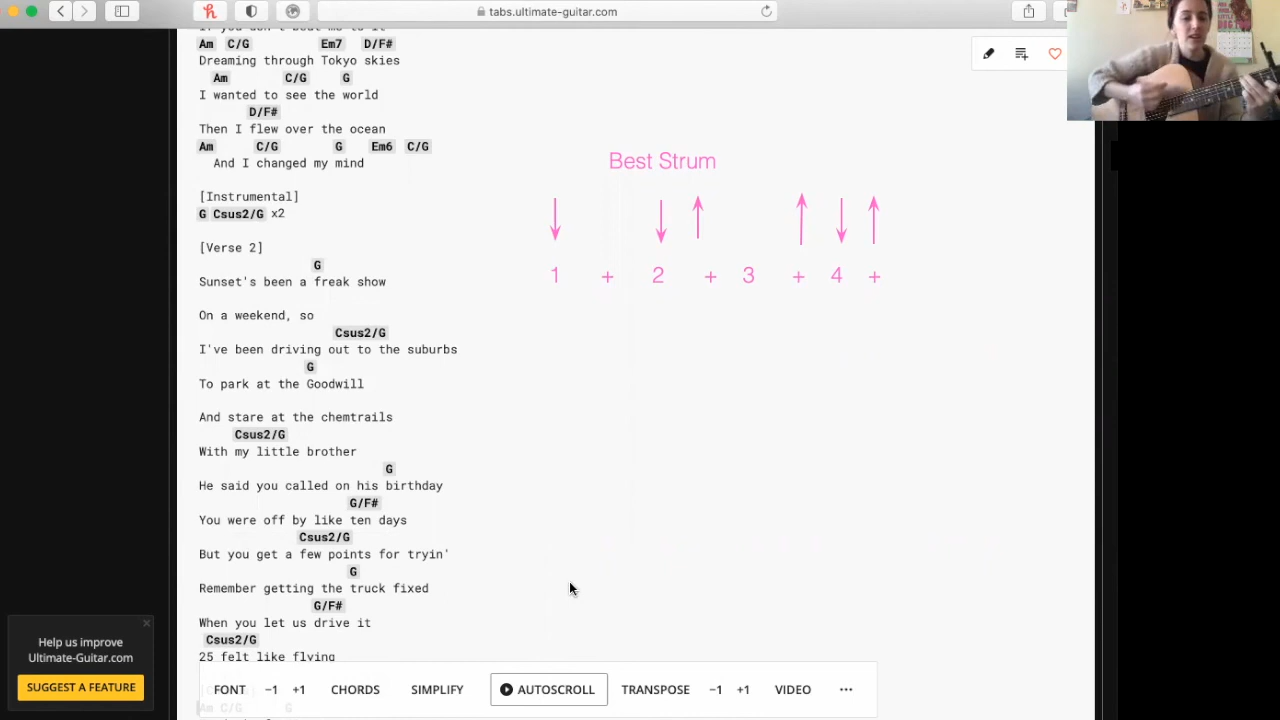 tabs.ultimate-guitar.com
Am C/G Em7 D/F#
Dreaming through Tokyo skies
Am C/G G
I wanted to see the world
D/F#
Then I flew over the ocean
Am C/G G Em6 C/G
And I changed my mind
[Instrumental]
G Csus2/G x2
[Verse 2]
G
Sunset's been a freak show
On a weekend, so
Csus2/G
I've been driving out to the suburbs
G
To park at the Goodwill
And stare at the chemtrails
Csus2/G
With my little brother
G
He said you called on his birthday
G/F#
You were off by like ten days
Csus2/G
But you get a few points for tryin'
G
Remember getting the truck fixed
G/F#
When you let us drive it
Csus2/G
25 felt like flying
Am C/G G
Best Strum
1 + 2 + 3 + 4 +
Help us improve
Ultimate-Guitar.com
SUGGEST A FEATURE
FONT −1 +1 CHORDS SIMPLIFY AUTOSCROLL TRANSPOSE −1 +1 VIDEO